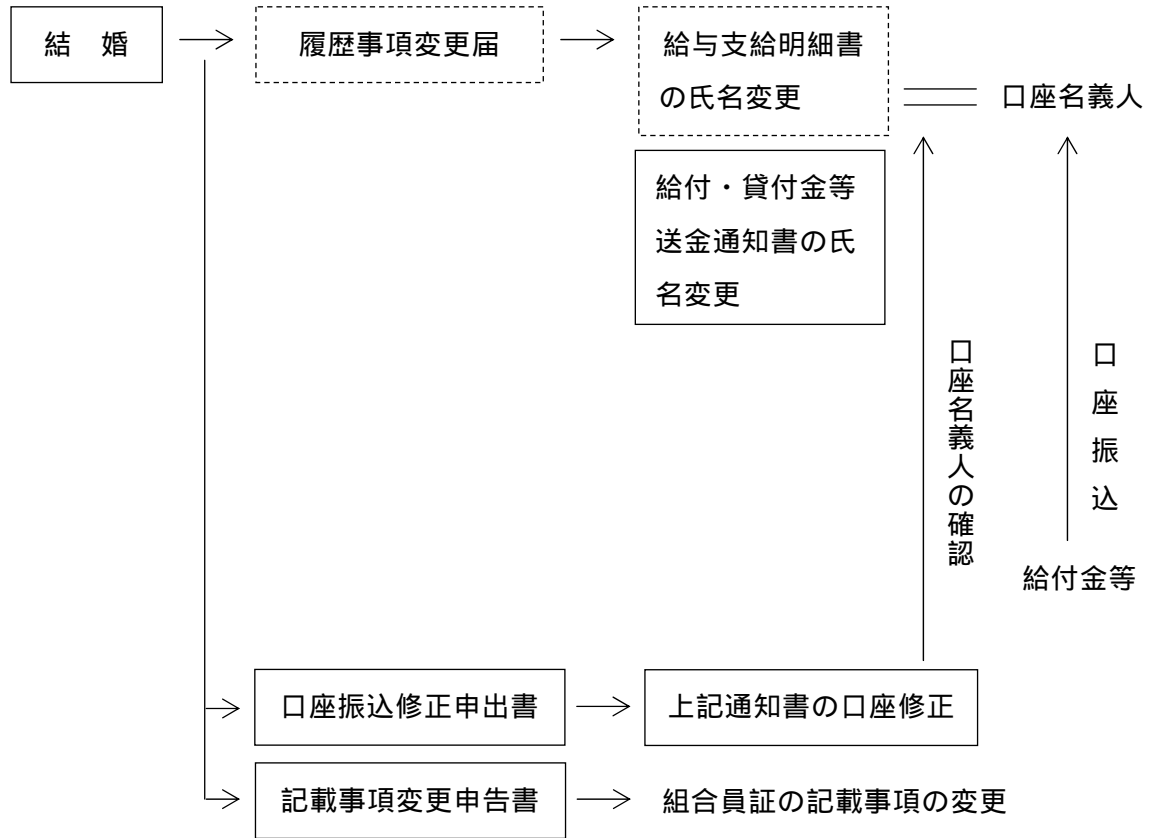 結　婚
履歴事項変更届
給与支給明細書
の氏名変更
口座名義人
給付・貸付金等
送金通知書の氏
名変更
口座名義人の確認
口座振込
給付金等
口座振込修正申出書
上記通知書の口座修正
記載事項変更申告書
組合員証の記載事項の変更